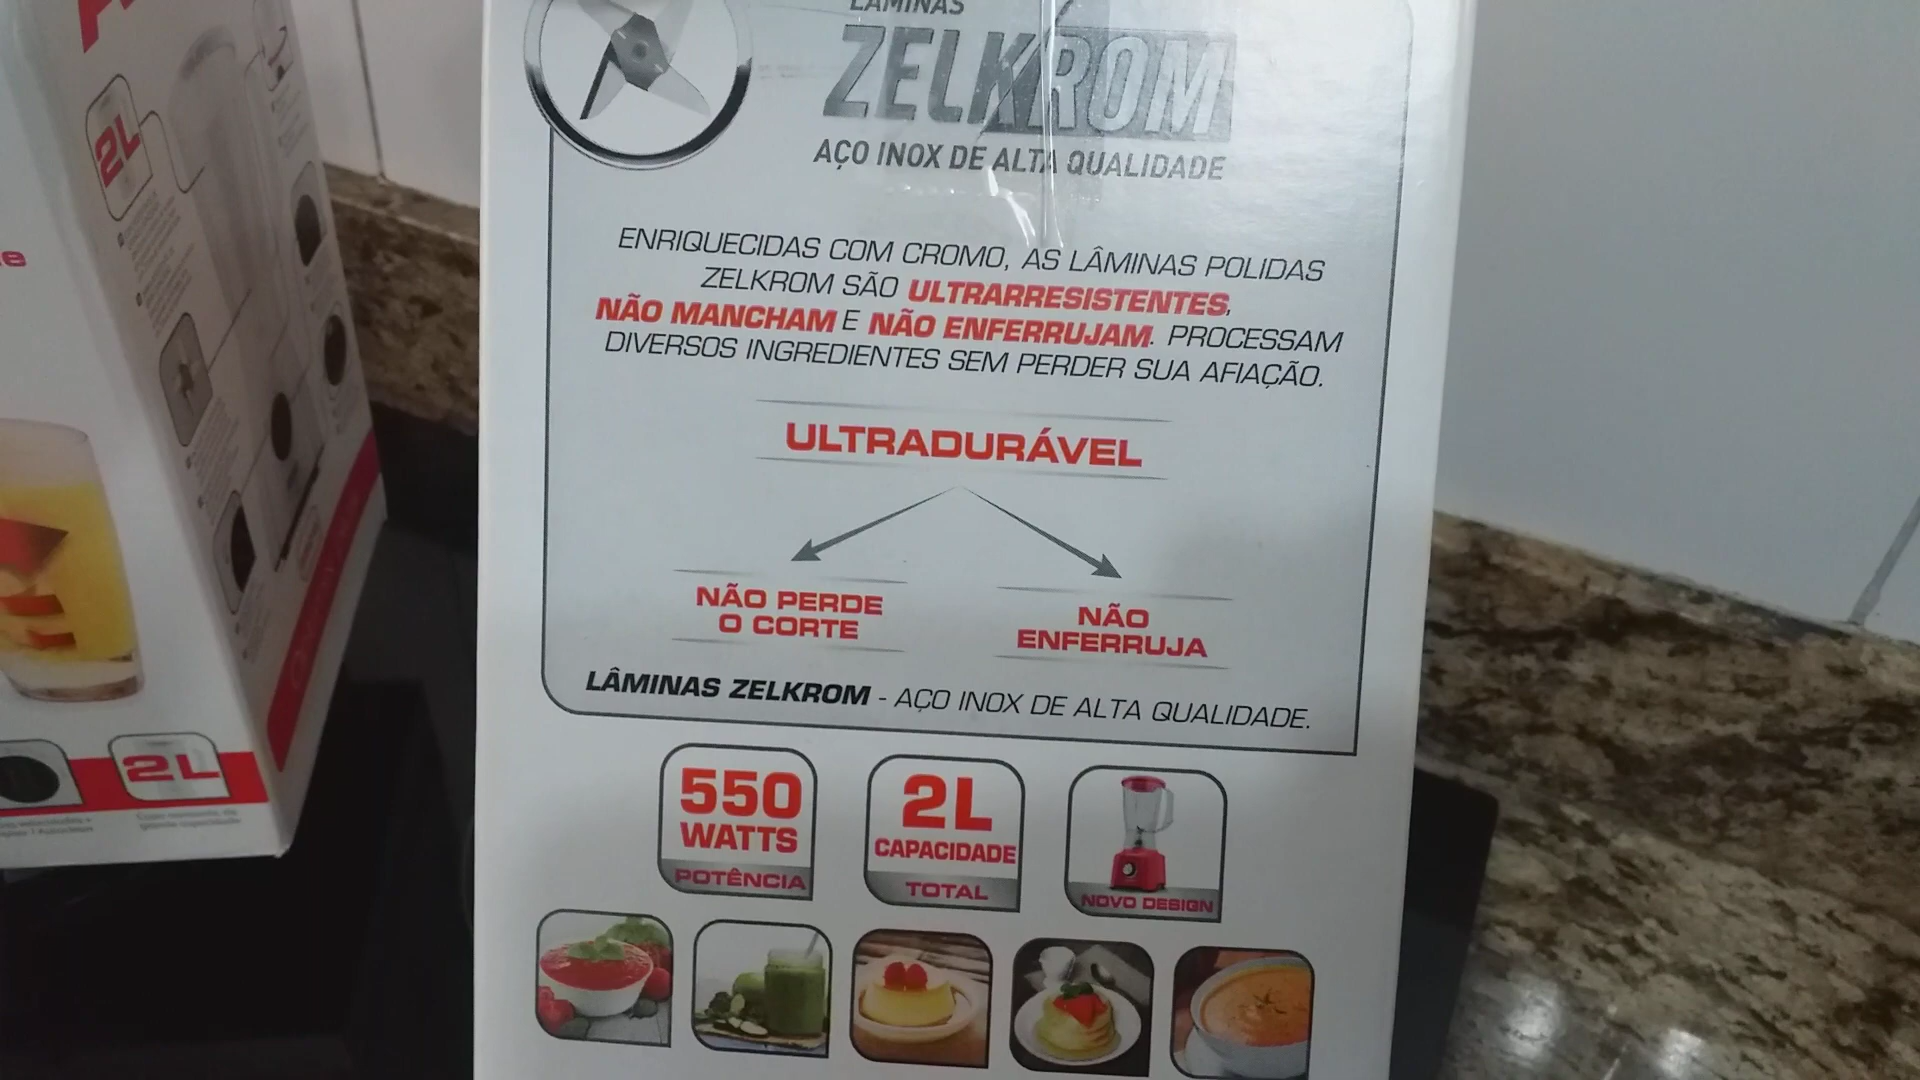 LÂMINAS
ZELKROM
AÇO INOX DE ALTA QUALIDADE
ENRIQUECIDAS COM CROMO, AS LÂMINAS POLIDAS
ZELKROM SÃO ULTRARRESISTENTES,
NÃO MANCHAM E NÃO ENFERRUJAM. PROCESSAM
DIVERSOS INGREDIENTES SEM PERDER SUA AFIAÇÃO.
ULTRADURÁVEL
NÃO PERDE
O CORTE
NÃO
ENFERRUJA
LÂMINAS ZELKROM - AÇO INOX DE ALTA QUALIDADE.
550
WATTS
POTÊNCIA
2L
CAPACIDADE
TOTAL
NOVO DESIGN
2L
2L